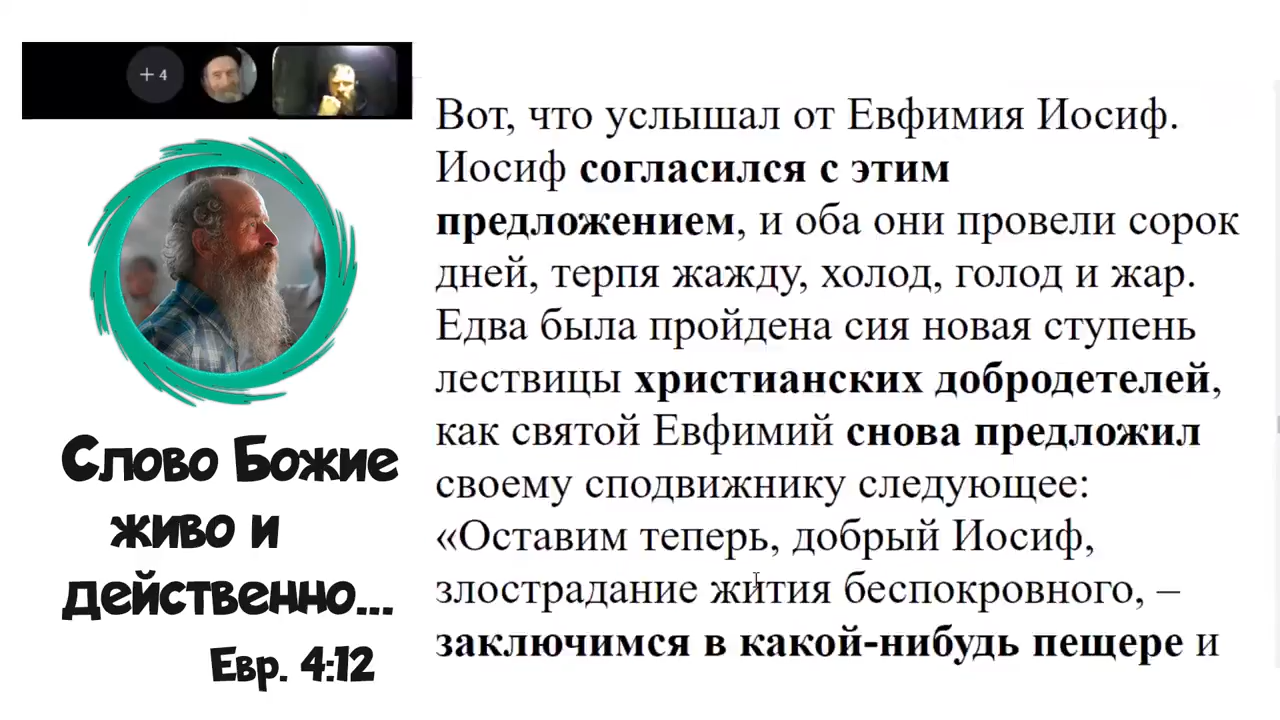 + 4
Вот, что услышал от Евфимия Иосиф.
Иосиф согласился с этим
предложением, и оба они провели сорок
дней, терпя жажду, холод, голод и жар.
Едва была пройдена сия новая ступень
лествицы христианских добродетелей,
как святой Евфимий снова предложил
своему сподвижнику следующее:
«Оставим теперь, добрый Иосиф,
злострадание жития беспокровного, –
заключимся в какой-нибудь пещере и
Слово Божие
живо и
действенно...
Евр. 4:12